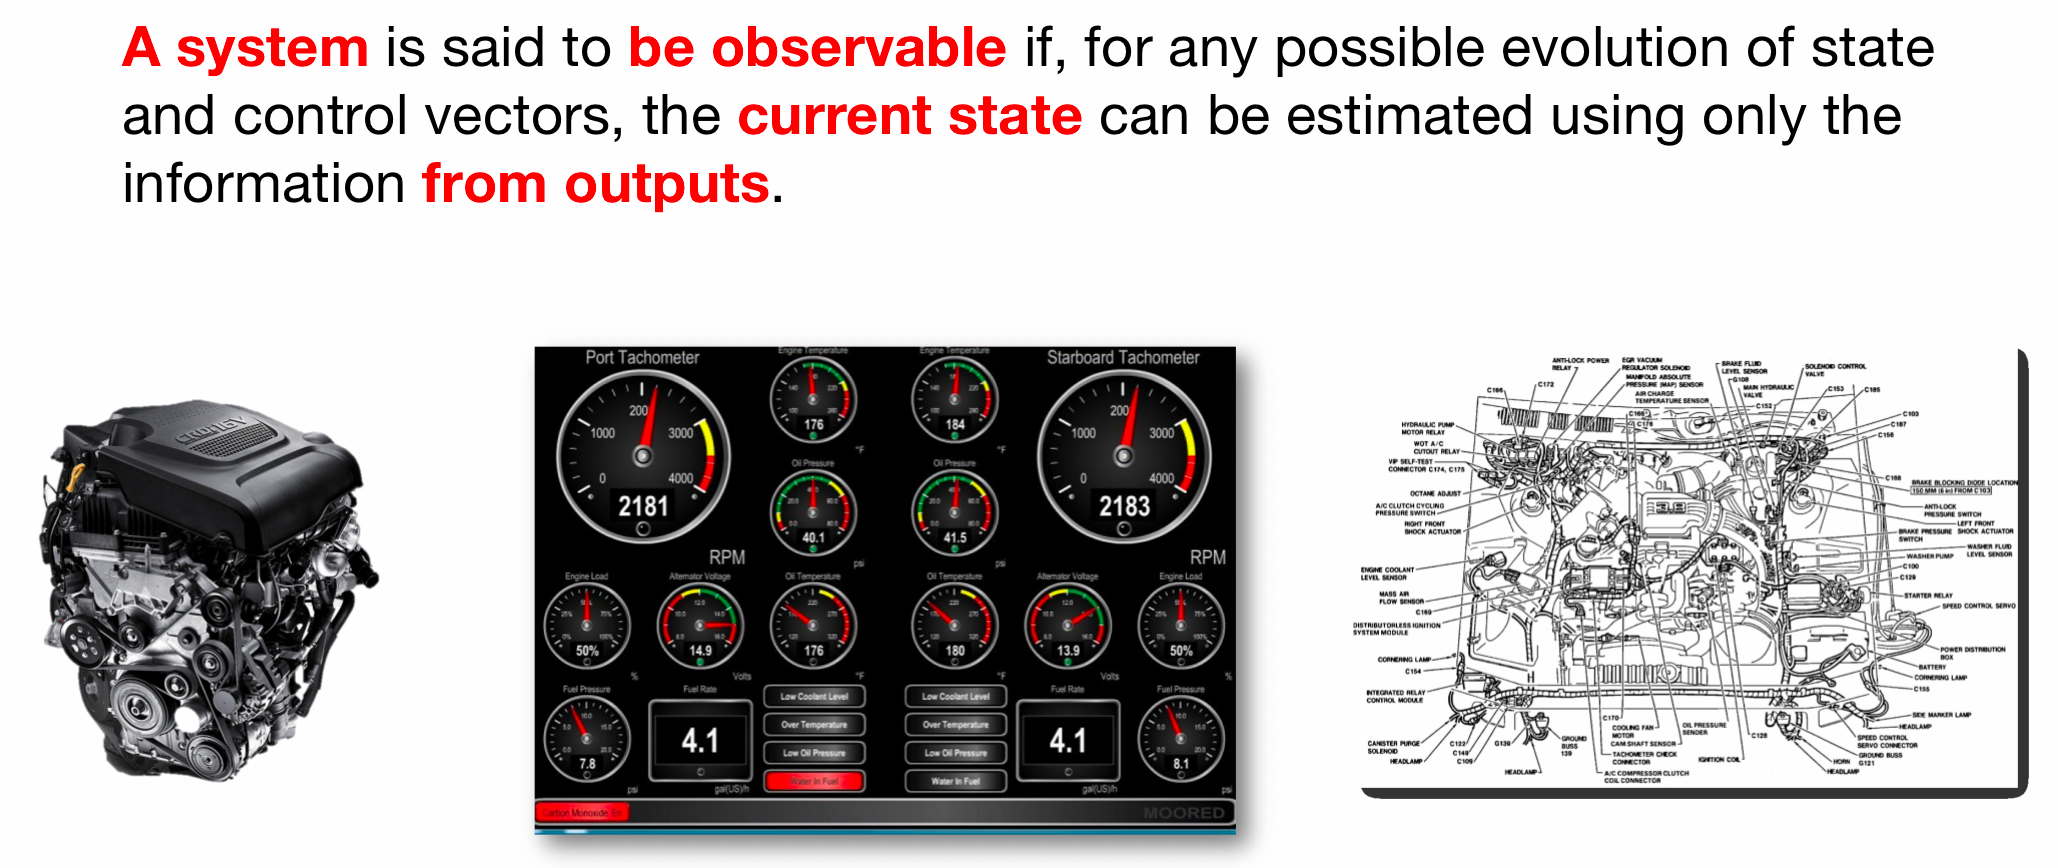 A system is said to be observable if, for any possible evolution of state
and control vectors, the current state can be estimated using only the
information from outputs.
Port Tachometer
Engine Temperature
Engine Temperature
Starboard Tachometer
1000
200
3000
0
4000
2181
RPM
140
220
100
176
°F
184
°F
1000
200
3000
0
4000
2183
RPM
Oil Pressure
40.1
psi
Oil Pressure
41.5
psi
Engine Load
Alternator Voltage
Oil Temperature
Oil Temperature
Alternator Voltage
Engine Load
50%
14.9
176
180
13.9
50%
%
Volts
°F
°F
Volts
%
Fuel Pressure
Fuel Rate
Fuel Rate
Fuel Pressure
7.8
psi
4.1
gal(US)/h
Low Coolant Level
Over Temperature
Low Oil Pressure
Water In Fuel
Low Coolant Level
Over Temperature
Low Oil Pressure
Water In Fuel
4.1
gal(US)/h
8.1
psi
Carbon Monoxide
MOORED
ANTI-LOCK POWER
RELAY
EGR VACUUM
REGULATOR SOLENOID
MANIFOLD ABSOLUTE
PRESSURE (MAP) SENSOR
AIR CHARGE
TEMPERATURE SENSOR
BRAKE FLUID
LEVEL SENSOR
G108
MAIN HYDRAULIC
VALVE
C152
SOLENOID CONTROL
VALVE
C153
C185
C103
C187
C156
C166
C172
HYDRAULIC PUMP
MOTOR RELAY
WOT A/C
CUTOUT RELAY
VIP SELF-TEST
CONNECTOR C174, C175
OCTANE ADJUST
A/C CLUTCH CYCLING
PRESSURE SWITCH
RIGHT FRONT
SHOCK ACTUATOR
ENGINE COOLANT
LEVEL SENSOR
MASS AIR
FLOW SENSOR
C169
DISTRIBUTORLESS IGNITION
SYSTEM MODULE
CORNERING LAMP
C154
INTEGRATED RELAY
CONTROL MODULE
CANISTER PURGE
SOLENOID
HEADLAMP
C122
C109
G139
HEADLAMP
GROUND
BUSS
139
C170
COOLING FAN
MOTOR
CAM SHAFT SENSOR
TACHOMETER CHECK
CONNECTOR
A/C COMPRESSOR CLUTCH
COIL CONNECTOR
OIL PRESSURE
SENDER
IGNITION COIL
C128
3.8
BRAKE BLOCKING DIODE LOCATION
150 MM (6 in) FROM C103
ANTI-LOCK
PRESSURE SWITCH
LEFT FRONT
SHOCK ACTUATOR
BRAKE PRESSURE
SWITCH
WASHER FLUID
LEVEL SENSOR
WASHER PUMP
C100
C129
STARTER RELAY
SPEED CONTROL SERVO
POWER DISTRIBUTION
BOX
BATTERY
CORNERING LAMP
C155
SIDE MARKER LAMP
HEADLAMP
SPEED CONTROL
SERVO CONNECTOR
GROUND BUSS
G121
HORN
HEADLAMP